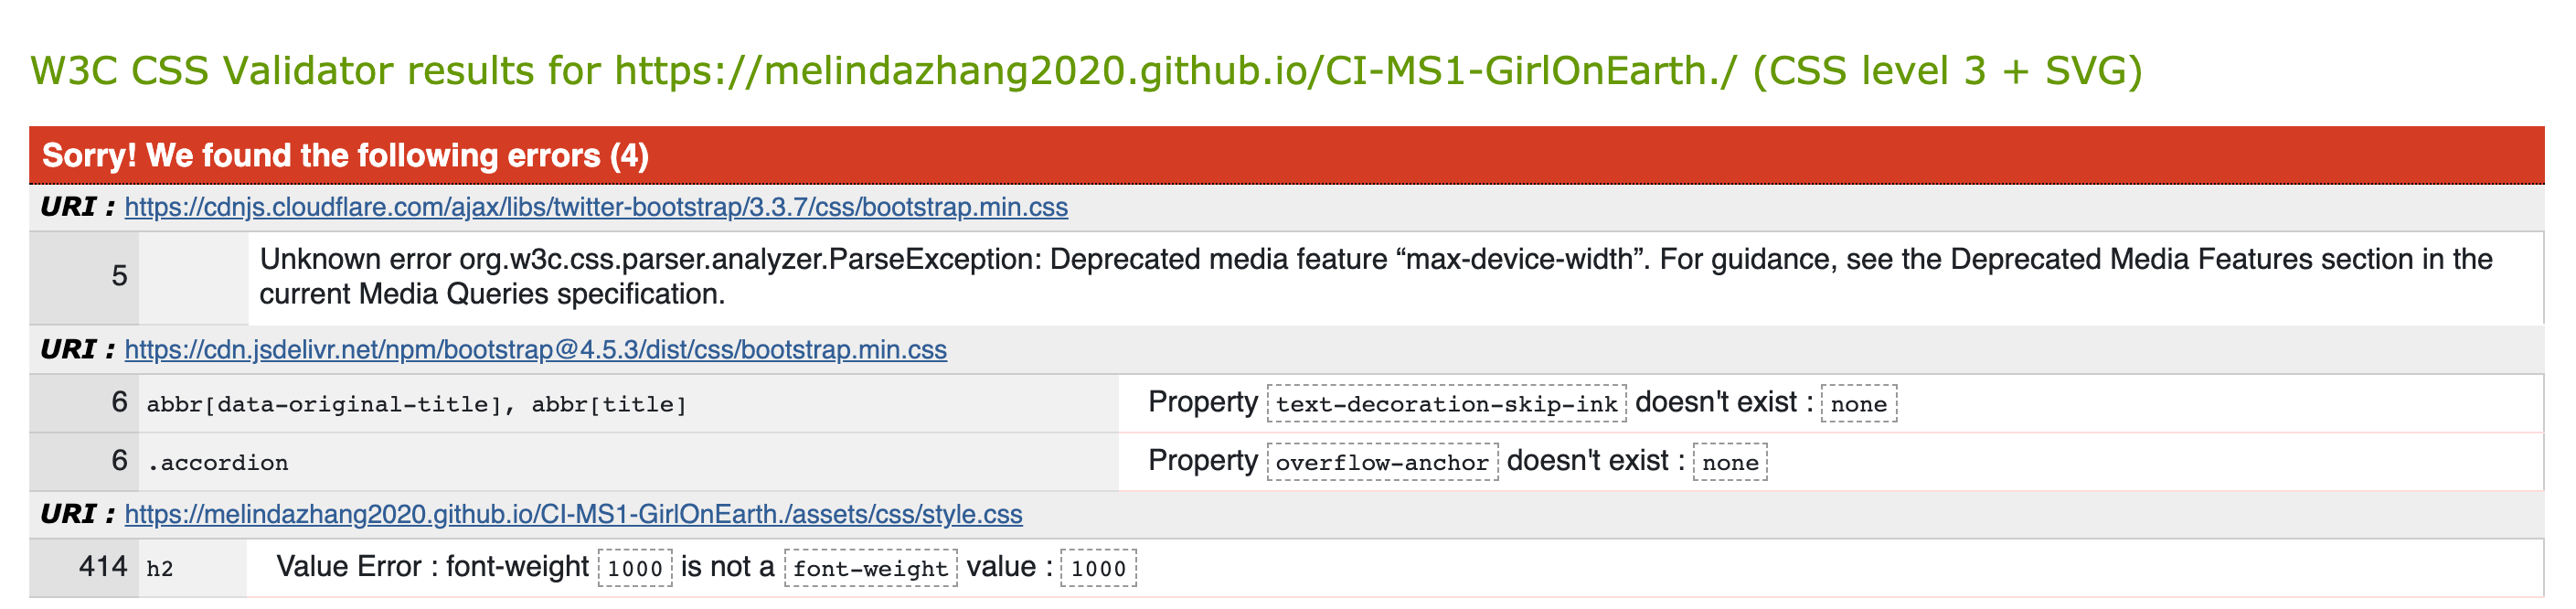 W3C CSS Validator results for https://melindazhang2020.github.io/CI-MS1-GirlOnEarth./ (CSS level 3 + SVG)
Sorry! We found the following errors (4)
URI : https://cdnjs.cloudflare.com/ajax/libs/twitter-bootstrap/3.3.7/css/bootstrap.min.css
5 Unknown error org.w3c.css.parser.analyzer.ParseException: Deprecated media feature “max-device-width”. For guidance, see the Deprecated Media Features section in the
current Media Queries specification.
URI : https://cdn.jsdelivr.net/npm/bootstrap@4.5.3/dist/css/bootstrap.min.css
6 abbr[data-original-title], abbr[title] Property text-decoration-skip-ink doesn't exist : none
6 .accordion Property overflow-anchor doesn't exist : none
URI : https://melindazhang2020.github.io/CI-MS1-GirlOnEarth./assets/css/style.css
414 h2 Value Error : font-weight 1000 is not a font-weight value : 1000